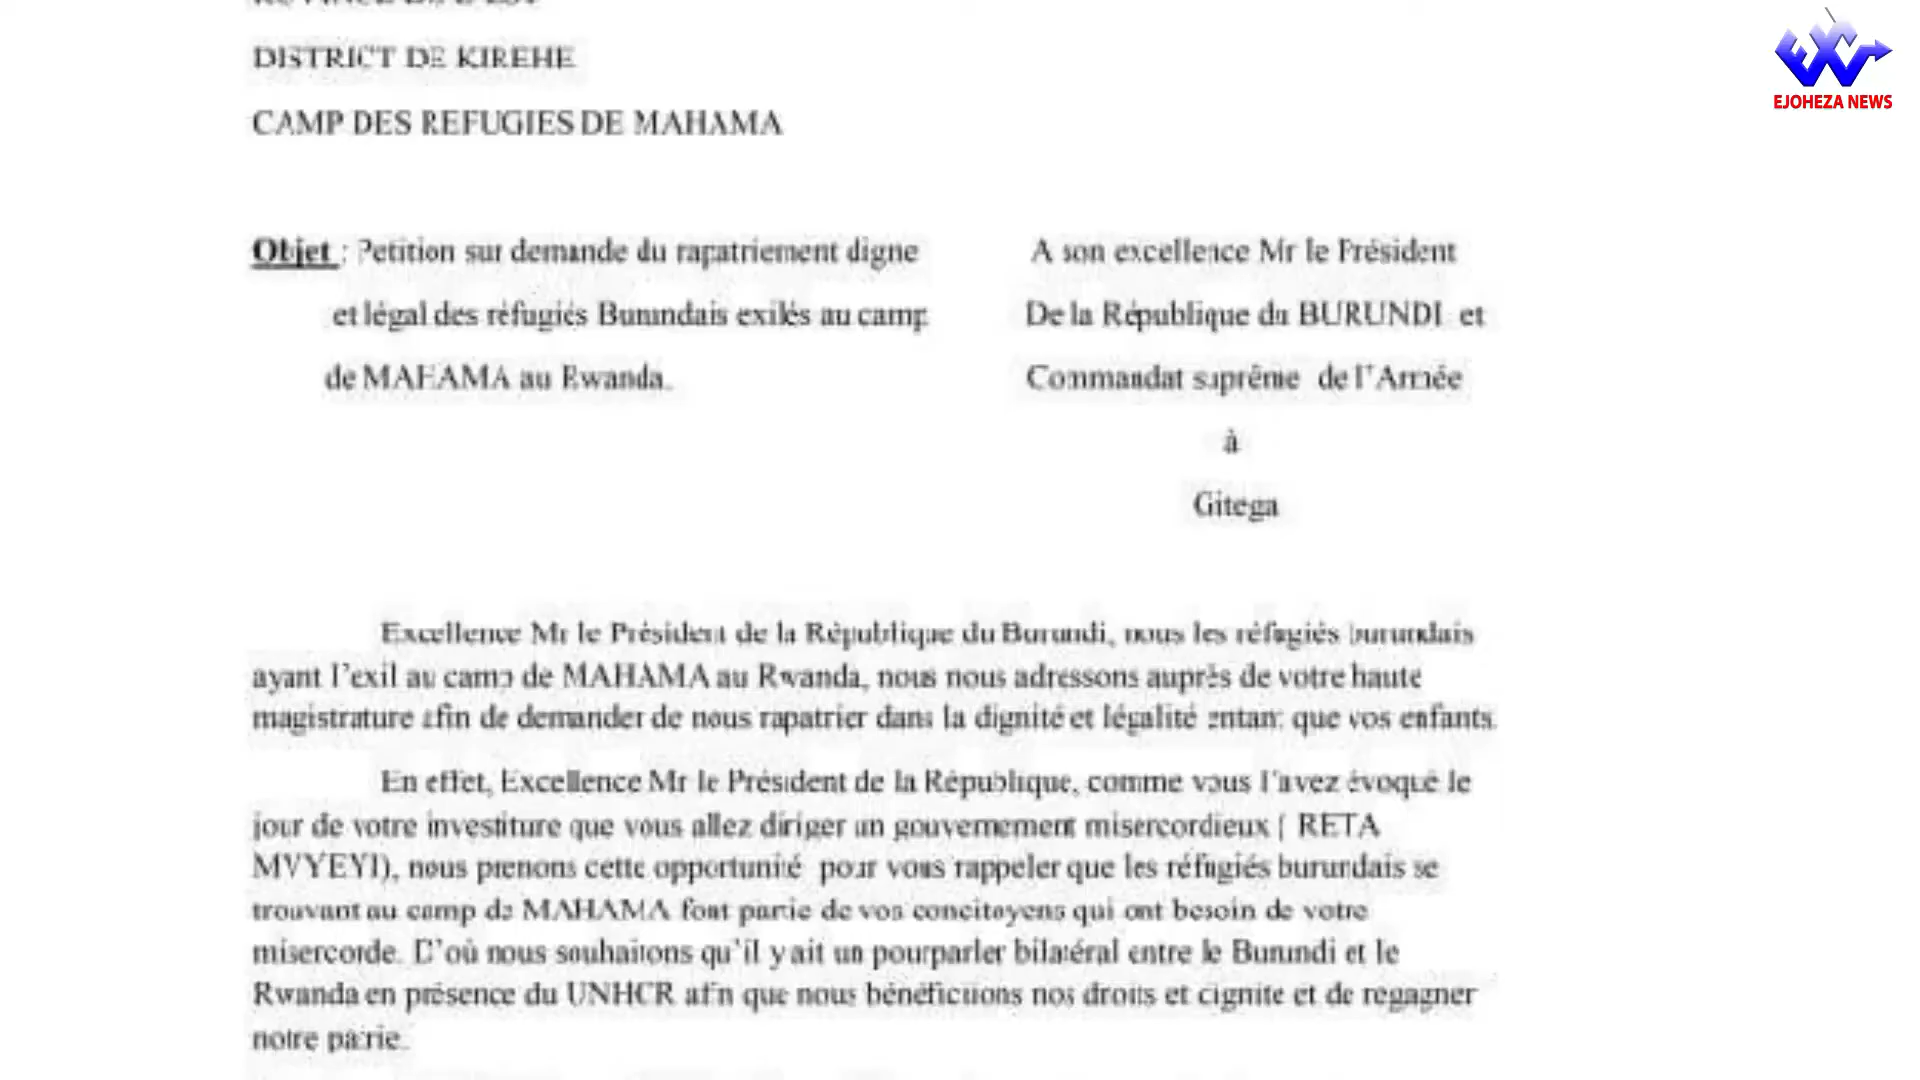 DISTRICT DE KIREHE
CAMP DES REFUGIES DE MAHAMA
EJOHEZA NEWS
Objet : Petition sur demande du rapatriement digne
et légal des réfugiés Burundais exilés au camp
de MAHAMA au Rwanda.
A son excellence Mr le Président
De la République du BURUNDI et
Commandat suprême de l'Armée
à
Gitega
Excellence Mr le Président de la République du Burundi, nous les réfugiés burundais
ayant l'exil au camp de MAHAMA au Rwanda, nous nous adressons auprès de votre haute
magistrature afin de demander de nous rapatrier dans la dignité et légalité entant que vos enfants.
En effet, Excellence Mr le Président de la République, comme vous l'avez évoqué le
jour de votre investiture que vous allez diriger un gouvernement misercordieux ( RETA
MVYEYI), nous prenons cette opportunité pour vous rappeler que les réfugiés burundais se
trouvant au camp de MAHAMA font partie de vos concitoyens qui ont besoin de votre
misercorde. D'où nous souhaitons qu'il y ait un pourparler bilatéral entre le Burundi et le
Rwanda en présence du UNHCR afin que nous bénéficiions nos droits et dignite et de regagner
notre patrie.